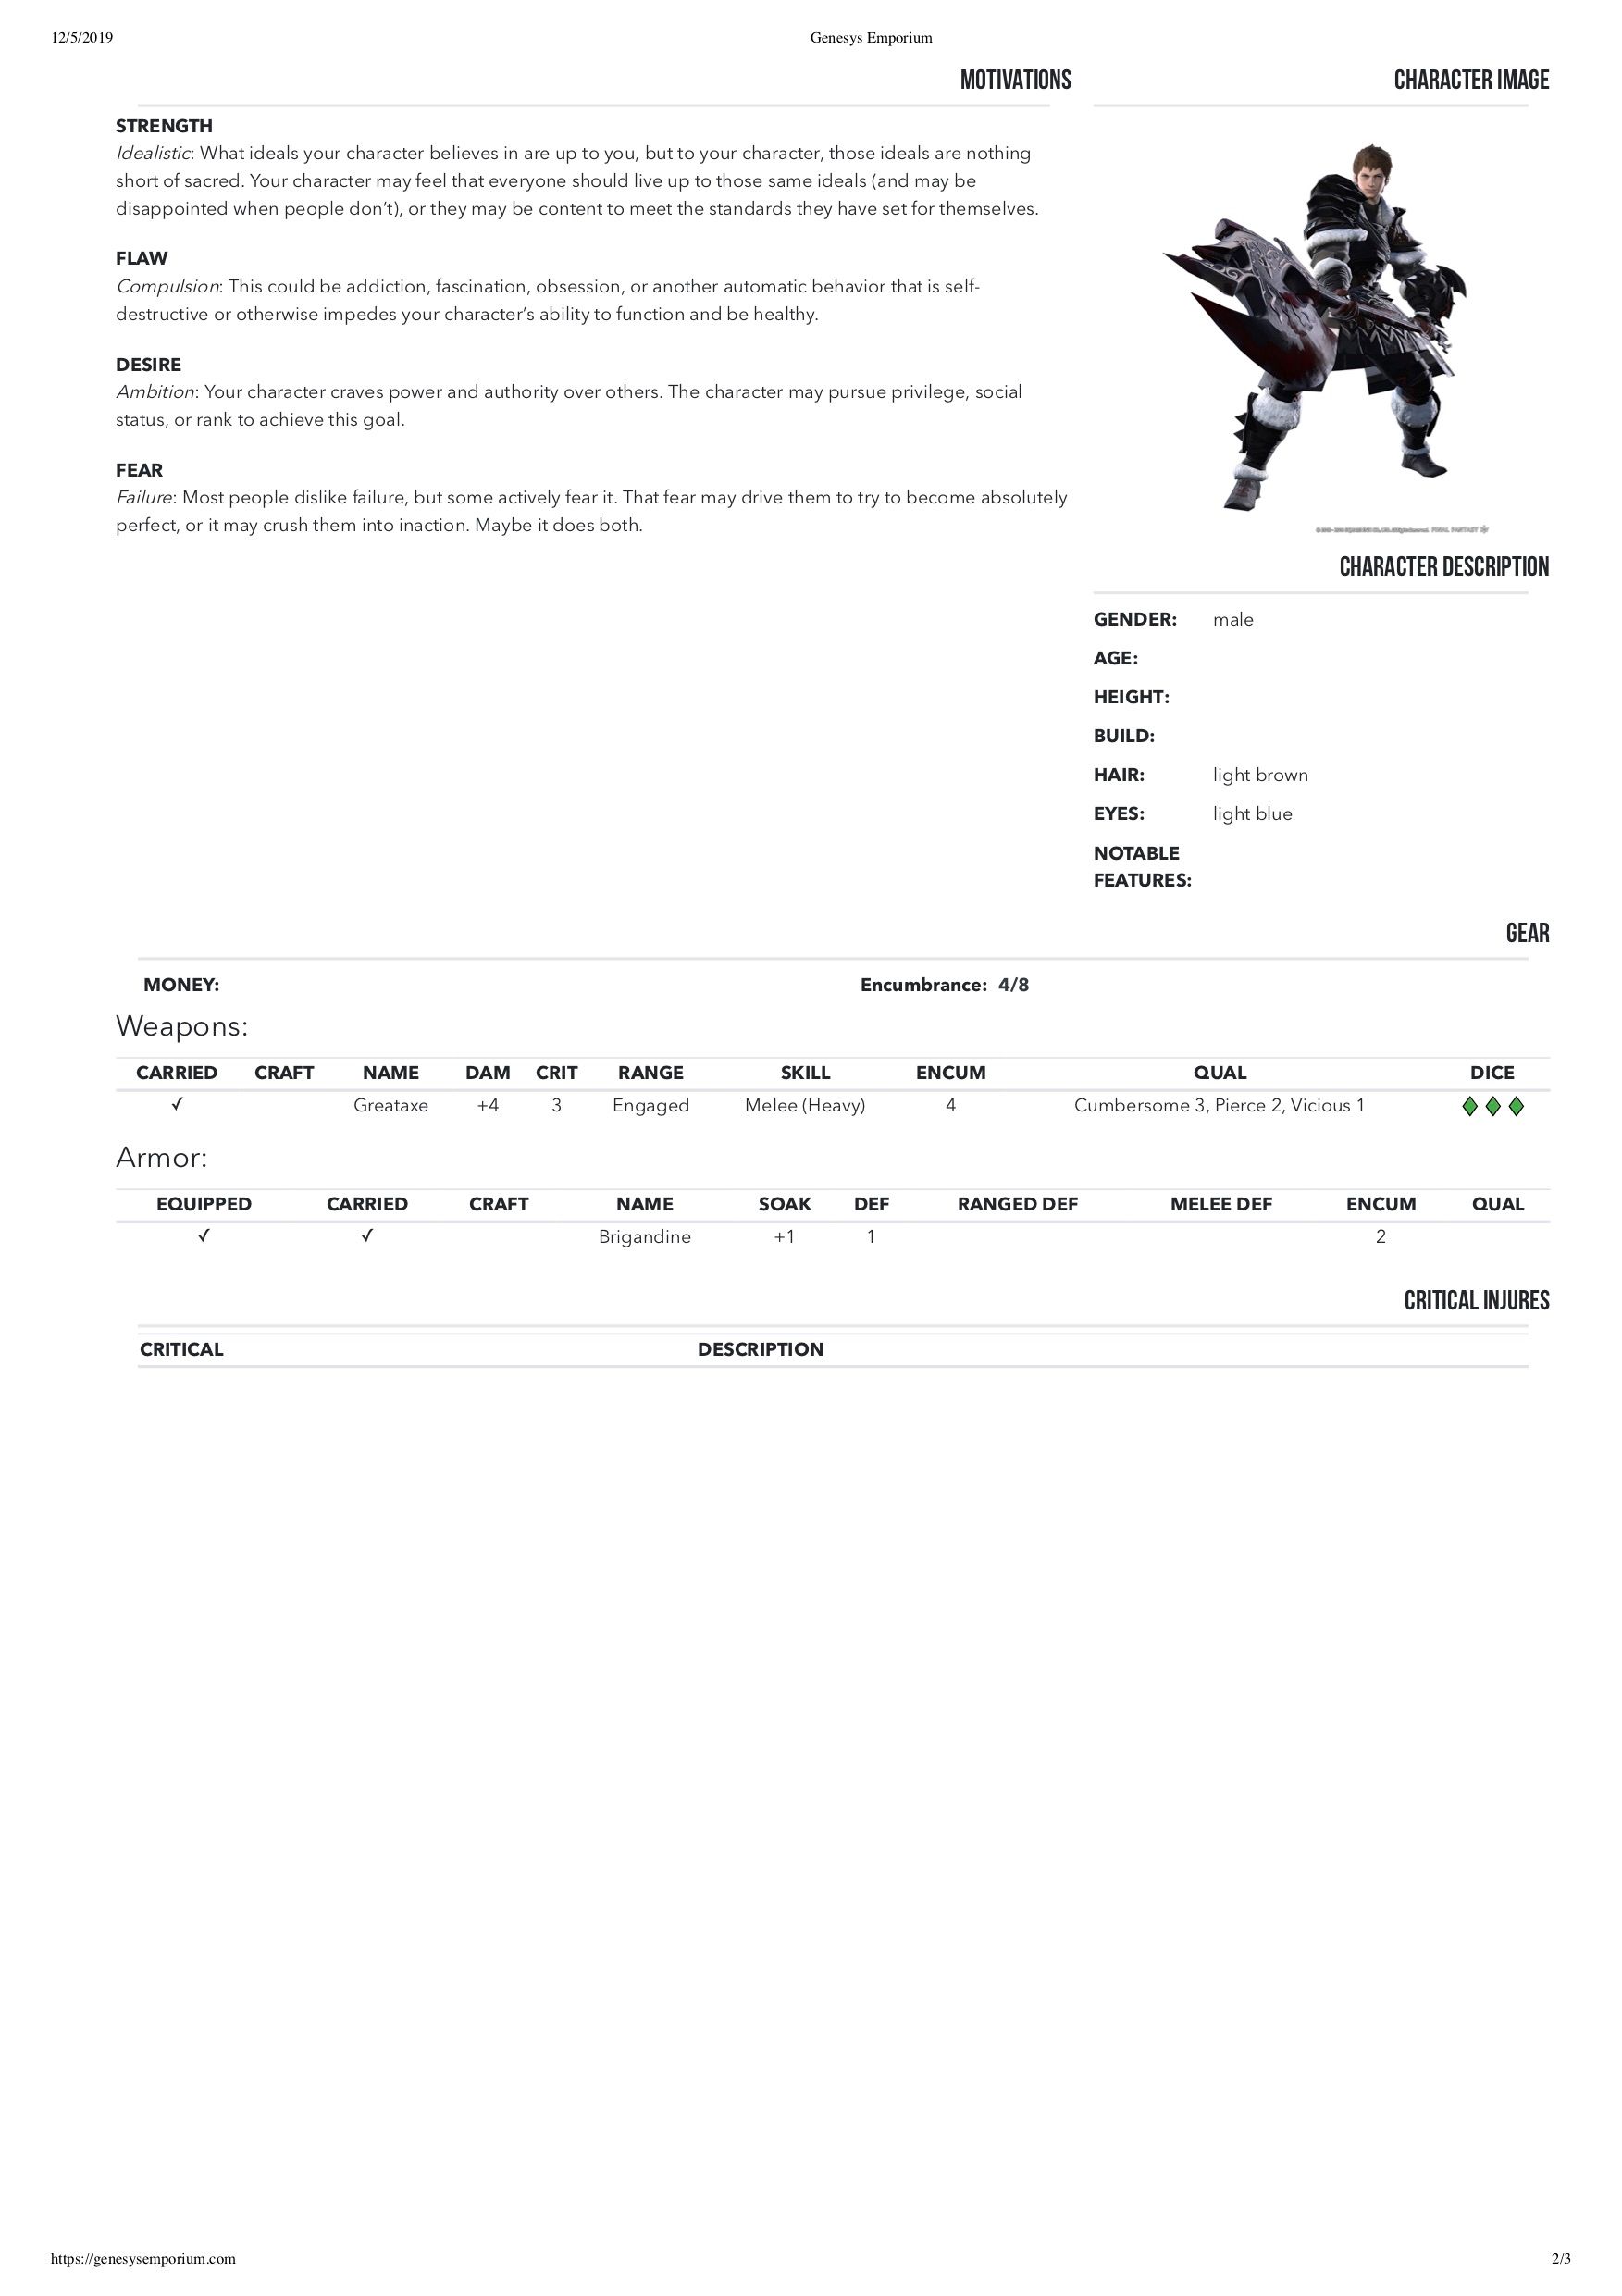 12/5/2019 Genesys Emporium
MOTIVATIONS
STRENGTH
Idealistic: What ideals your character believes in are up to you, but to your character, those ideals are nothing
short of sacred. Your character may feel that everyone should live up to those same ideals (and may be
disappointed when people don’t), or they may be content to meet the standards they have set for themselves.
FLAW
Compulsion: This could be addiction, fascination, obsession, or another automatic behavior that is self-
destructive or otherwise impedes your character’s ability to function and be healthy.
DESIRE
Ambition: Your character craves power and authority over others. The character may pursue privilege, social
status, or rank to achieve this goal.
FEAR
Failure: Most people dislike failure, but some actively fear it. That fear may drive them to try to become absolutely
perfect, or it may crush them into inaction. Maybe it does both.
CHARACTER IMAGE
FINAL FANTASY XIV
CHARACTER DESCRIPTION
GENDER: male
AGE:
HEIGHT:
BUILD:
HAIR: light brown
EYES: light blue
NOTABLE
FEATURES:
GEAR
MONEY: Encumbrance: 4/8
Weapons:
CARRIED CRAFT NAME DAM CRIT RANGE SKILL ENCUM QUAL DICE
✓ Greataxe +4 3 Engaged Melee (Heavy) 4 Cumbersome 3, Pierce 2, Vicious 1
Armor:
EQUIPPED CARRIED CRAFT NAME SOAK DEF RANGED DEF MELEE DEF ENCUM QUAL
✓ ✓ Brigandine +1 1 2
CRITICAL INJURES
CRITICAL DESCRIPTION
https://genesysemporium.com 2/3